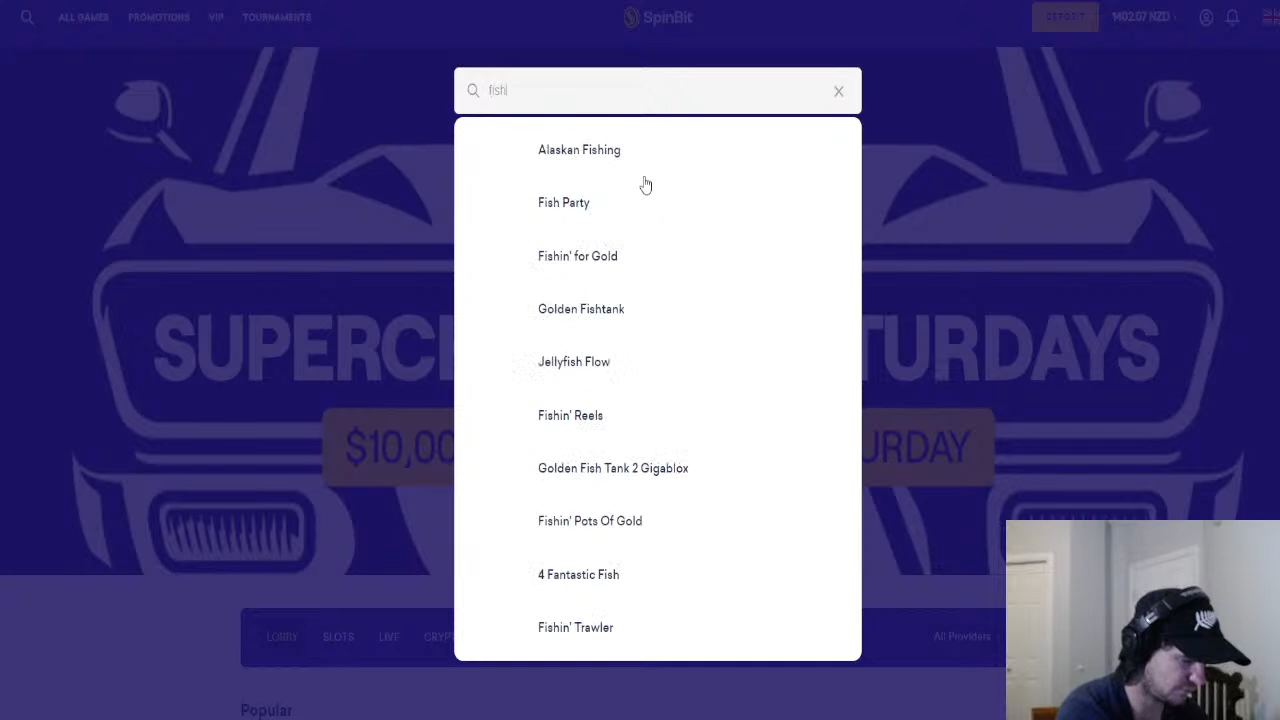 ALL GAMES
PROMOTIONS
VIP
TOURNAMENTS
SpinBit
DEPOSIT
1402.07 NZD
fish
Alaskan Fishing
Fish Party
Fishin' for Gold
Golden Fishtank
Jellyfish Flow
Fishin' Reels
Golden Fish Tank 2 Gigablox
Fishin' Pots Of Gold
4 Fantastic Fish
Fishin' Trawler
SUPERC
TURDAYS
$10,00
URDAY
LOBBY
SLOTS
LIVE
CRYP
All Providers
Popular